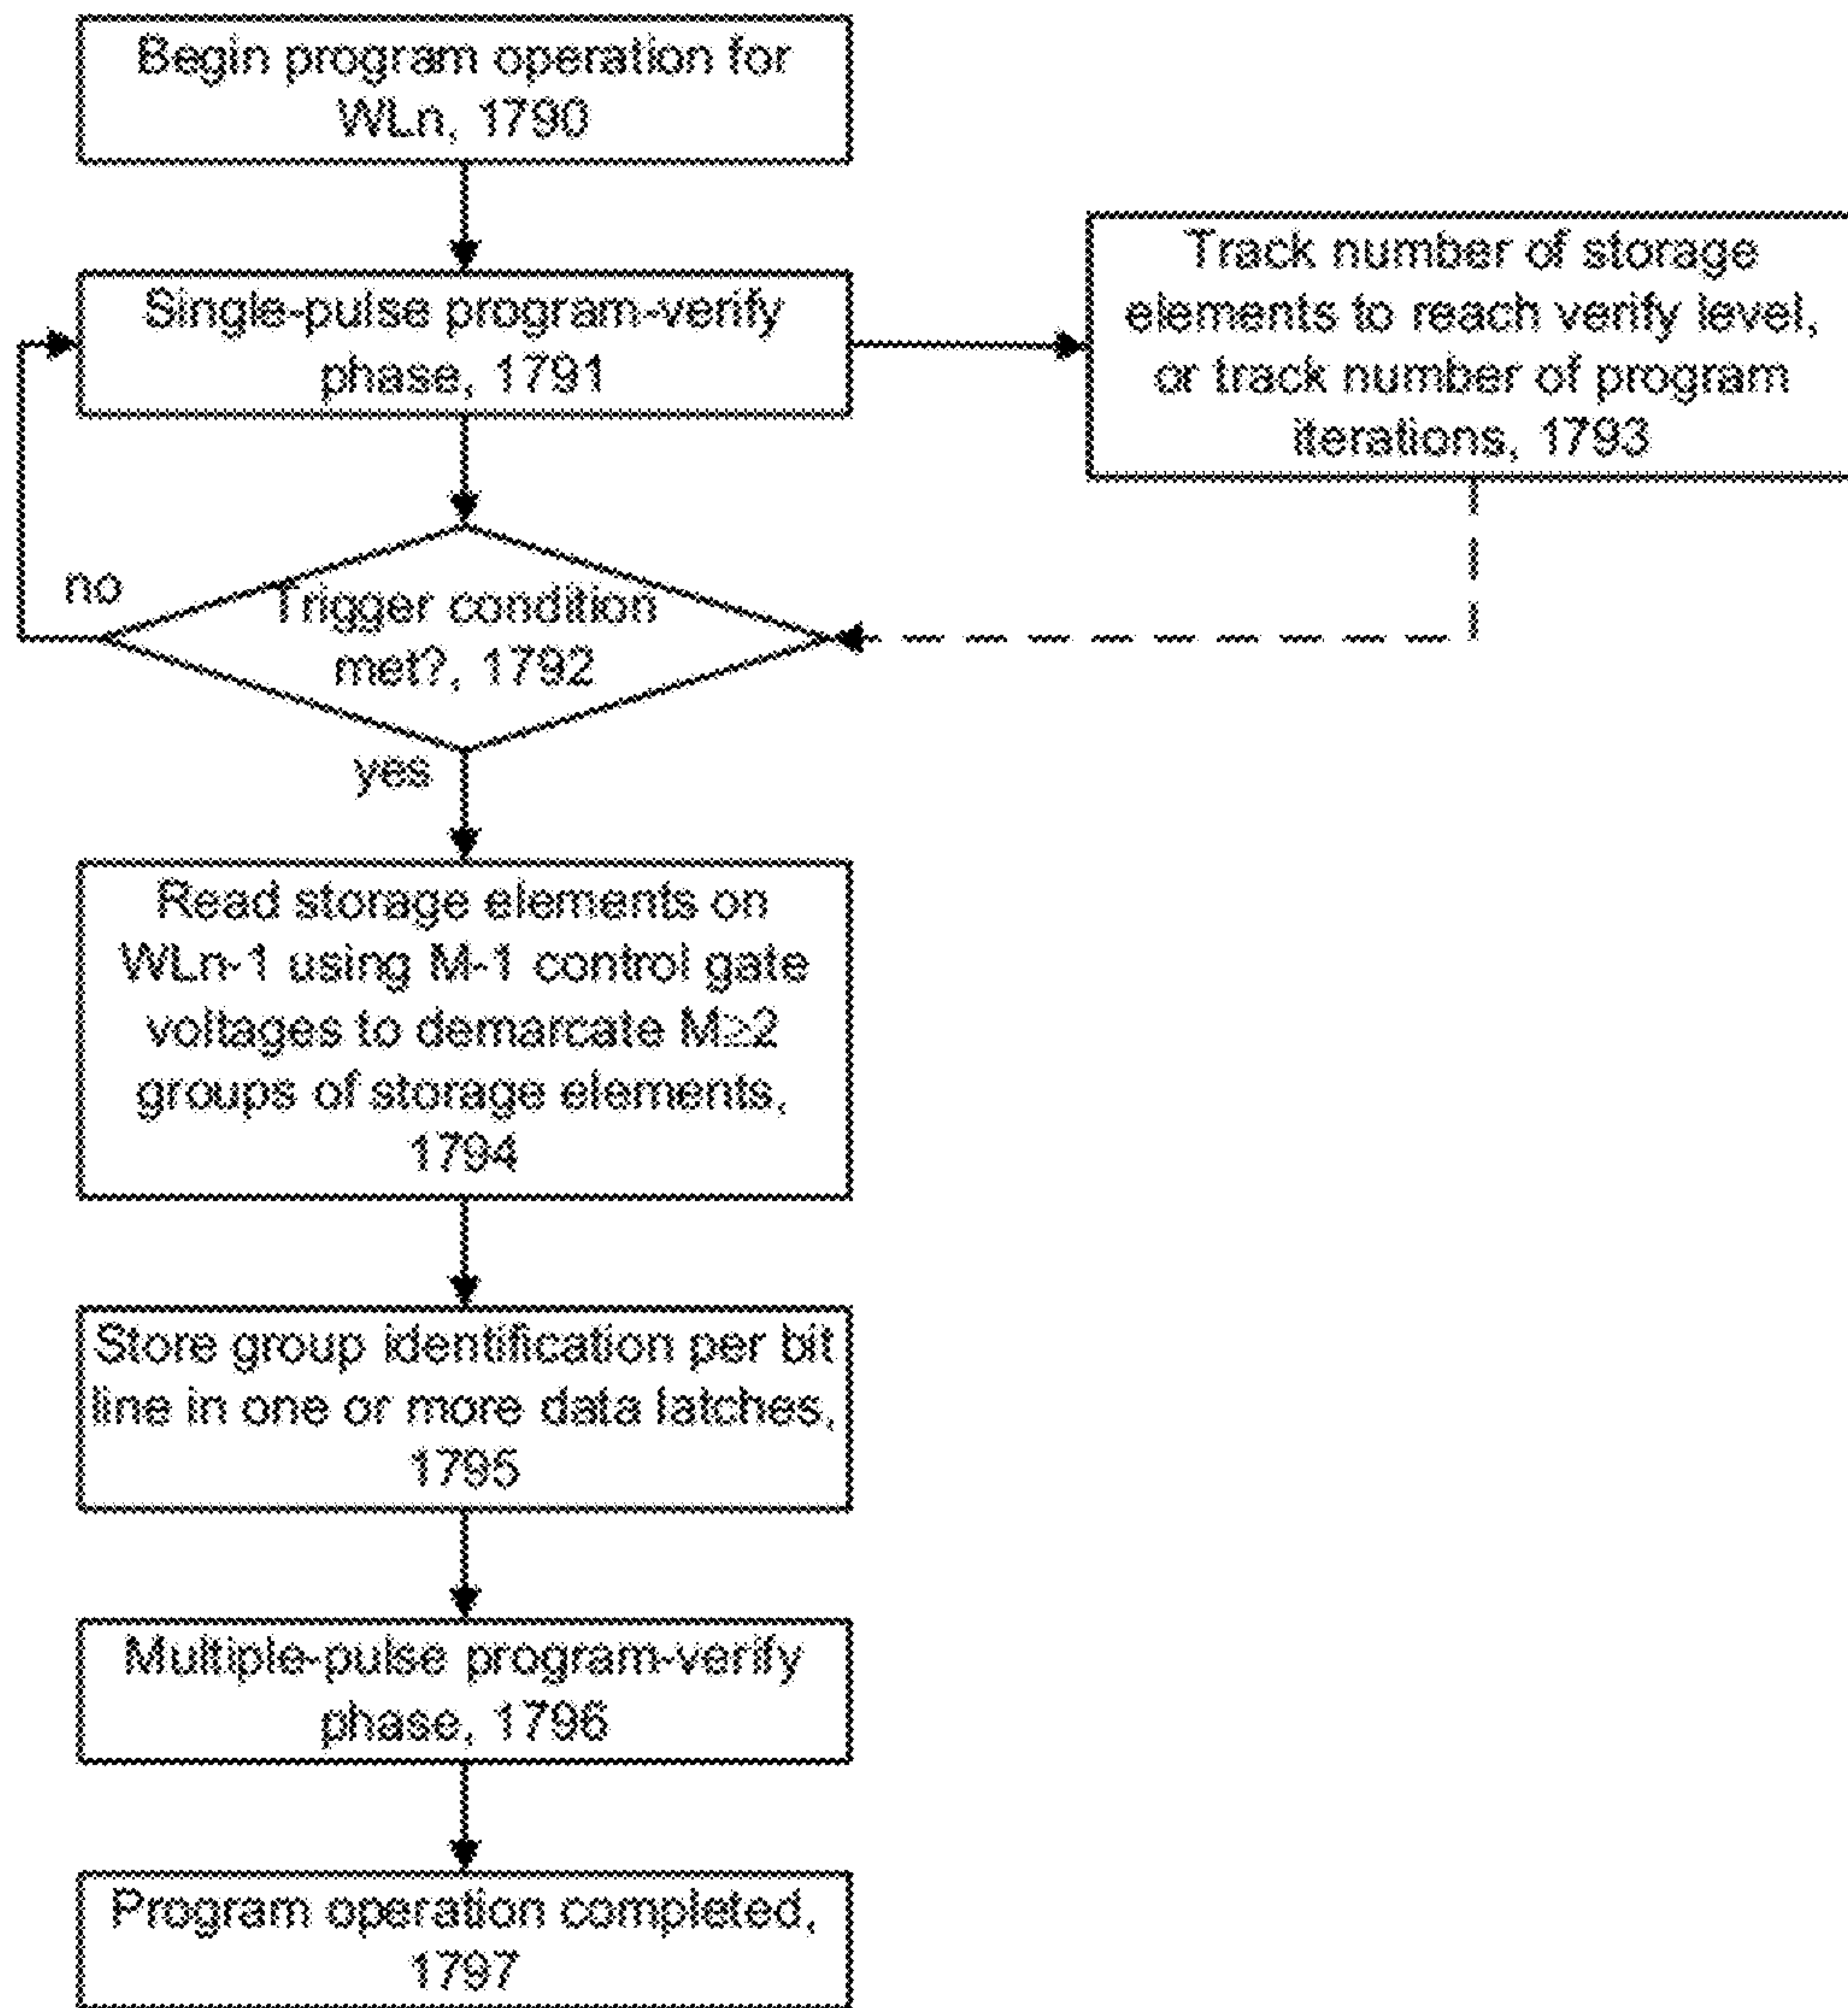 Begin program operation for
WLn, 1790
Single-pulse program-verify
phase, 1791
Track number of storage
elements to reach verify level,
or track number of program
iterations, 1793
no
Trigger condition
met?, 1792
yes
Read storage elements on
WLn-1 using M-1 control gate
voltages to demarcate M≥2
groups of storage elements,
1794
Store group identification per bit
line in one or more data latches,
1795
Multiple-pulse program-verify
phase, 1796
Program operation completed,
1797